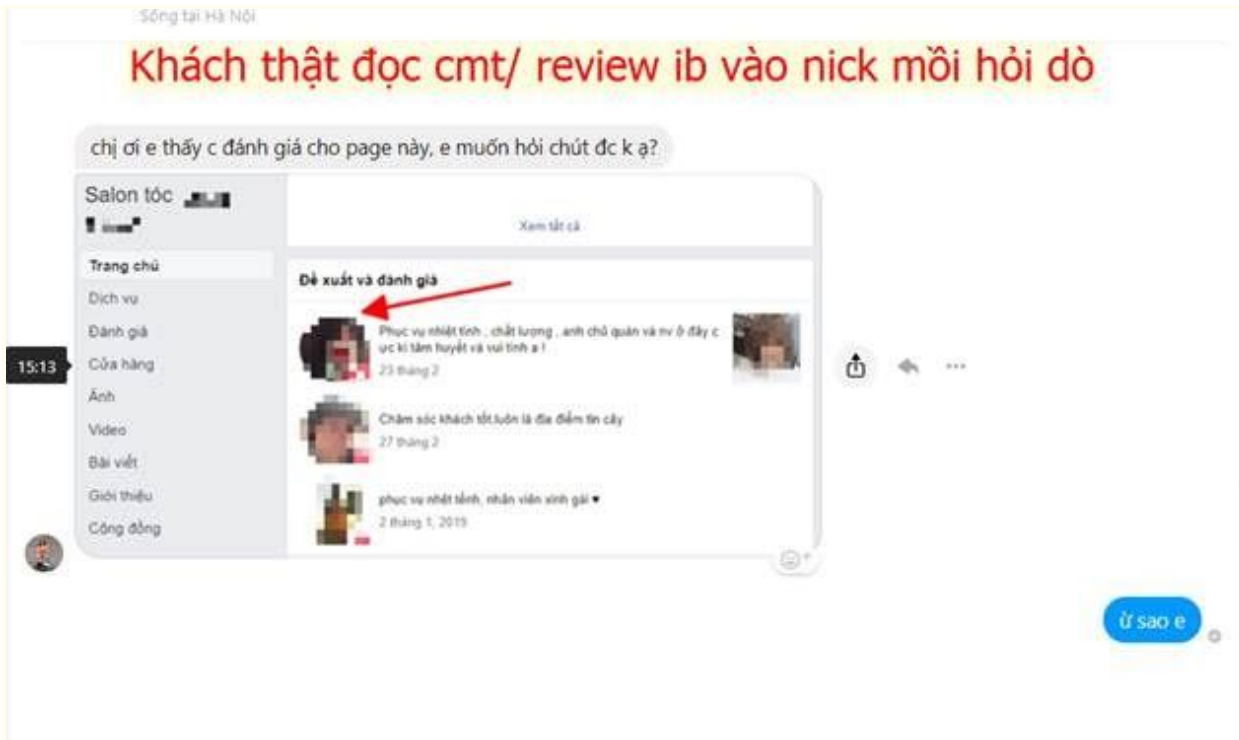 Sống tại Hà Nội
Khách thật đọc cmt/ review ib vào nick mồi hỏi dò
chị ơi e thấy c đánh giá cho page này, e muốn hỏi chút đc k ạ?
Salon tóc
Xem tất cả
Trang chủ
Đề xuất và đánh giá
Dịch vụ
Đánh giá
Phục vụ nhiệt tình , chất lượng , anh chủ quán và nv ở đây c
ực kì tâm huyết và vui tính ạ !
15:13
Cửa hàng
23 tháng 2
Ảnh
Video
Chăm sóc khách tốt.luôn là địa điểm tin cậy
27 tháng 2
Bài viết
Giới thiệu
phục vụ nhiệt tềnh, nhân viên xinh gái ♥
2 tháng 1, 2019
Cộng đồng
ừ sao e